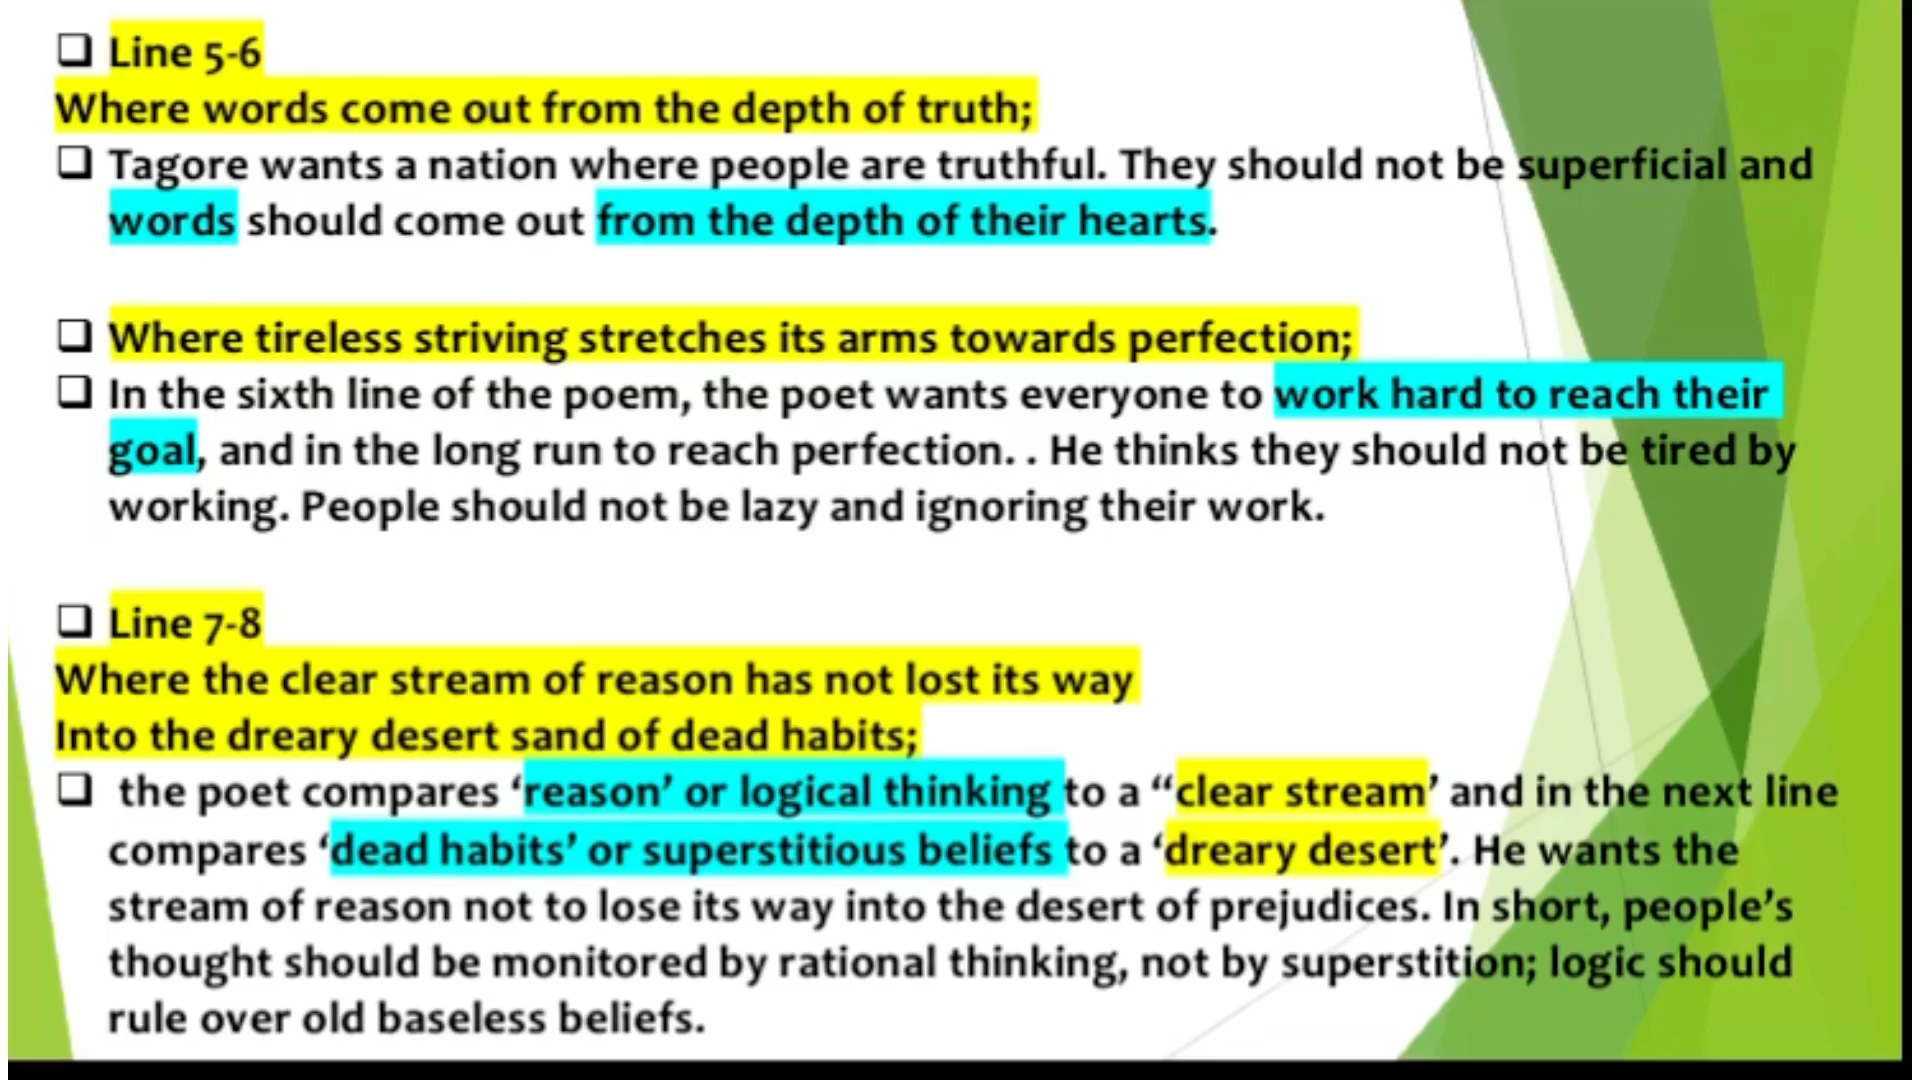 ❑ Line 5-6
Where words come out from the depth of truth;
❑ Tagore wants a nation where people are truthful. They should not be superficial and
words should come out from the depth of their hearts.
❑ Where tireless striving stretches its arms towards perfection;
❑ In the sixth line of the poem, the poet wants everyone to work hard to reach their
goal, and in the long run to reach perfection. . He thinks they should not be tired by
working. People should not be lazy and ignoring their work.
❑ Line 7-8
Where the clear stream of reason has not lost its way
Into the dreary desert sand of dead habits;
❑ the poet compares ‘reason’ or logical thinking to a “clear stream’ and in the next line
compares ‘dead habits’ or superstitious beliefs to a ‘dreary desert’. He wants the
stream of reason not to lose its way into the desert of prejudices. In short, people’s
thought should be monitored by rational thinking, not by superstition; logic should
rule over old baseless beliefs.